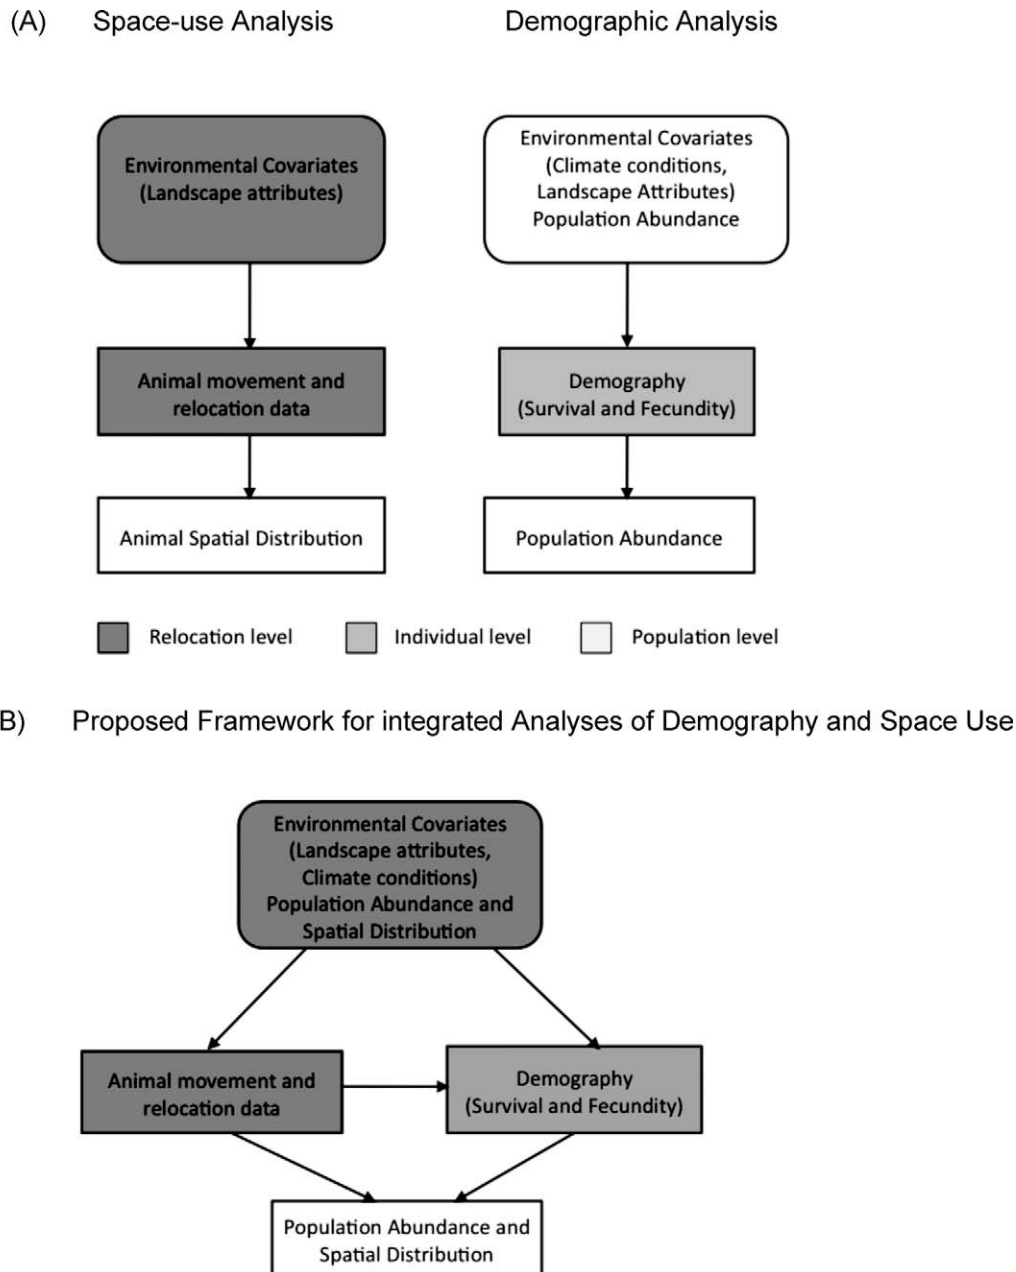 (A) Space-use Analysis Demographic Analysis
Environmental Covariates
(Landscape attributes)
Environmental Covariates
(Climate conditions,
Landscape Attributes)
Population Abundance
Animal movement and
relocation data
Demography
(Survival and Fecundity)
Animal Spatial Distribution
Population Abundance
Relocation level Individual level Population level
B) Proposed Framework for integrated Analyses of Demography and Space Use
Environmental Covariates
(Landscape attributes,
Climate conditions)
Population Abundance and
Spatial Distribution
Animal movement and
relocation data
Demography
(Survival and Fecundity)
Population Abundance and
Spatial Distribution